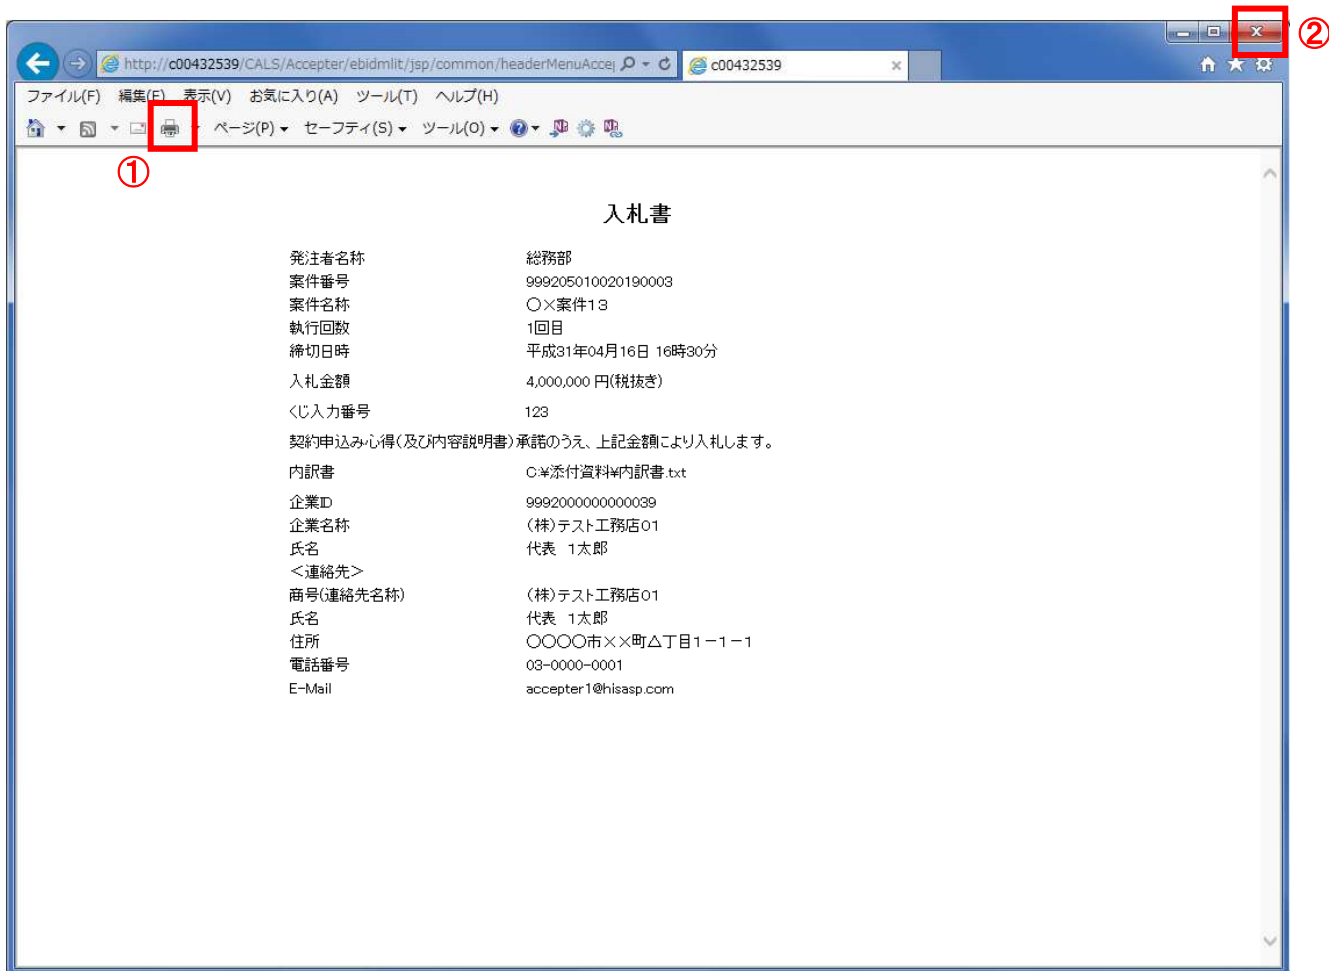 ②
http://c00432539/CALS/Accepter/ebidmlit/jsp/common/headerMenuAcce
c00432539
ファイル(F) 編集(E) 表示(V) お気に入り(A) ツール(T) ヘルプ(H)
ページ(P) セーフティ(S) ツール(O)
①
入札書
発注者名称 総務部
案件番号 999205010020190003
案件名称 ○×案件13
執行回数 1回目
締切日時 平成31年04月16日 16時30分
入札金額 4,000,000 円(税抜き)
くじ入力番号 123
契約申込み心得(及び内容説明書)承諾のうえ、上記金額により入札します。
内訳書 C:¥添付資料¥内訳書.txt
企業ID 9992000000000039
企業名称 (株)テスト工務店01
氏名 代表 1太郎
<連絡先>
商号(連絡先名称) (株)テスト工務店01
氏名 代表 1太郎
住所 ○○○○市××町△丁目1-1-1
電話番号 03-0000-0001
E-Mail accepter1@hisasp.com